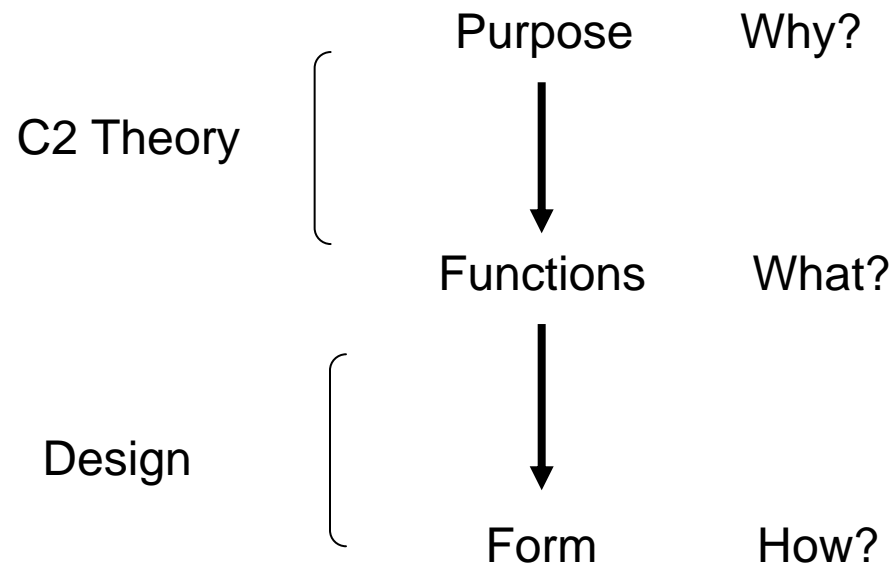 Purpose Why?
C2 Theory
Functions What?
Design
Form How?